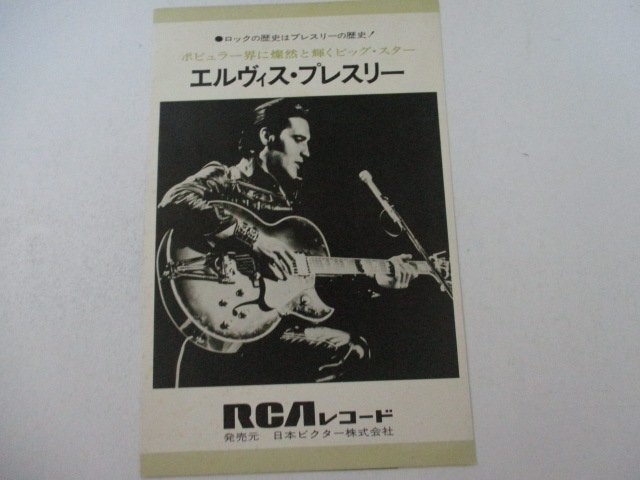 ●ロックの歴史はプレスリーの歴史!
ポピュラー界に燦然と輝くビッグ・スター
エルヴィス・プレスリー
RCAレコード
発売元 日本ビクター株式会社